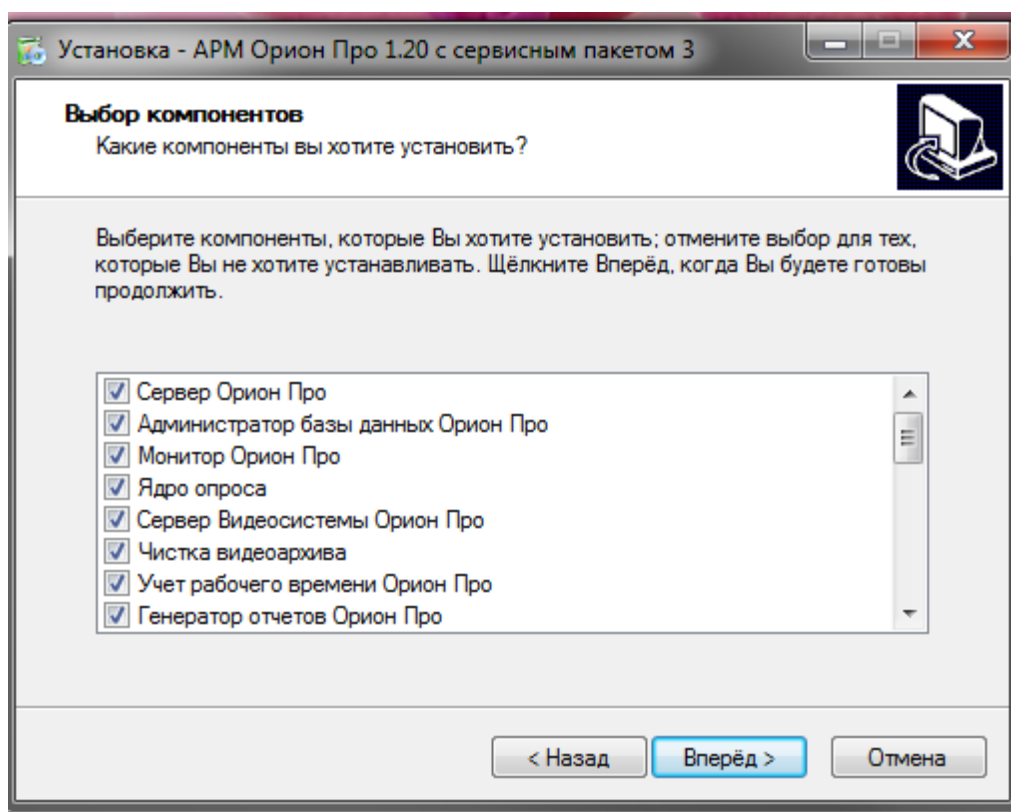 Установка - АРМ Орион Про 1.20 с сервисным пакетом 3
Выбор компонентов
Какие компоненты вы хотите установить?
Выберите компоненты, которые Вы хотите установить; отмените выбор для тех,
которые Вы не хотите устанавливать. Щёлкните Вперёд, когда Вы будете готовы
продолжить.
Сервер Орион Про
Администратор базы данных Орион Про
Монитор Орион Про
Ядро опроса
Сервер Видеосистемы Орион Про
Чистка видеоархива
Учет рабочего времени Орион Про
Генератор отчетов Орион Про
< Назад
Вперёд >
Отмена